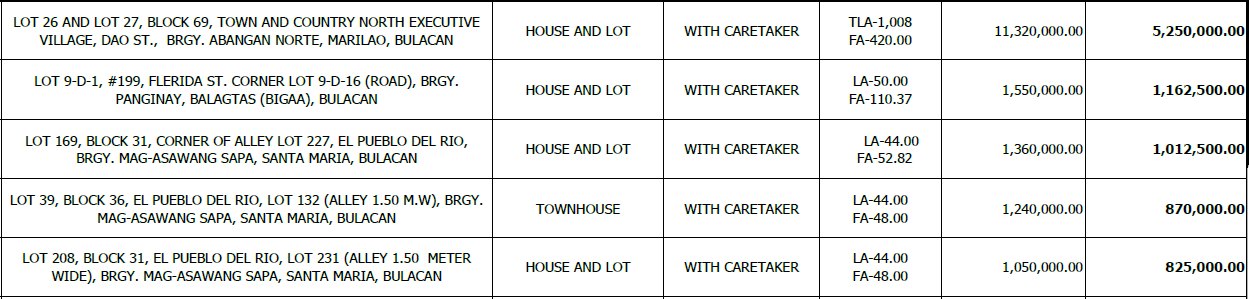 LOT 26 AND LOT 27, BLOCK 69, TOWN AND COUNTRY NORTH EXECUTIVE
VILLAGE, DAO ST., BRGY. ABANGAN NORTE, MARILAO, BULACAN
HOUSE AND LOT
WITH CARETAKER
TLA-1,008
FA-420.00
11,320,000.00
5,250,000.00
LOT 9-D-1, #199, FLERIDA ST. CORNER LOT 9-D-16 (ROAD), BRGY.
PANGINAY, BALAGTAS (BIGAA), BULACAN
HOUSE AND LOT
WITH CARETAKER
LA-50.00
FA-110.37
1,550,000.00
1,162,500.00
LOT 169, BLOCK 31, CORNER OF ALLEY LOT 227, EL PUEBLO DEL RIO,
BRGY. MAG-ASAWANG SAPA, SANTA MARIA, BULACAN
HOUSE AND LOT
WITH CARETAKER
LA-44.00
FA-52.82
1,360,000.00
1,012,500.00
LOT 39, BLOCK 36, EL PUEBLO DEL RIO, LOT 132 (ALLEY 1.50 M.W), BRGY.
MAG-ASAWANG SAPA, SANTA MARIA, BULACAN
TOWNHOUSE
WITH CARETAKER
LA-44.00
FA-48.00
1,240,000.00
870,000.00
LOT 208, BLOCK 31, EL PUEBLO DEL RIO, LOT 231 (ALLEY 1.50 METER
WIDE), BRGY. MAG-ASAWANG SAPA, SANTA MARIA, BULACAN
HOUSE AND LOT
WITH CARETAKER
LA-44.00
FA-48.00
1,050,000.00
825,000.00